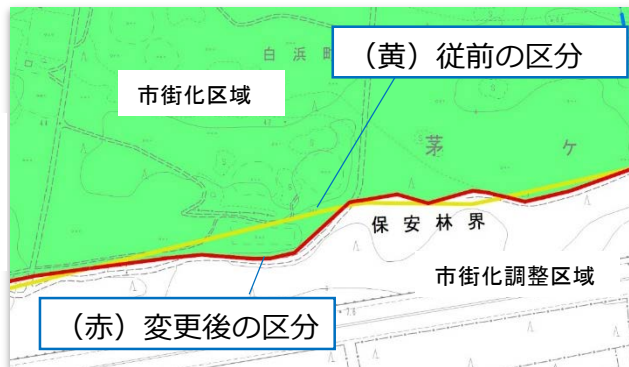 白浜町
（黄）従前の区分
市街化区域
茅ケ
保安林界
市街化調整区域
（赤）変更後の区分